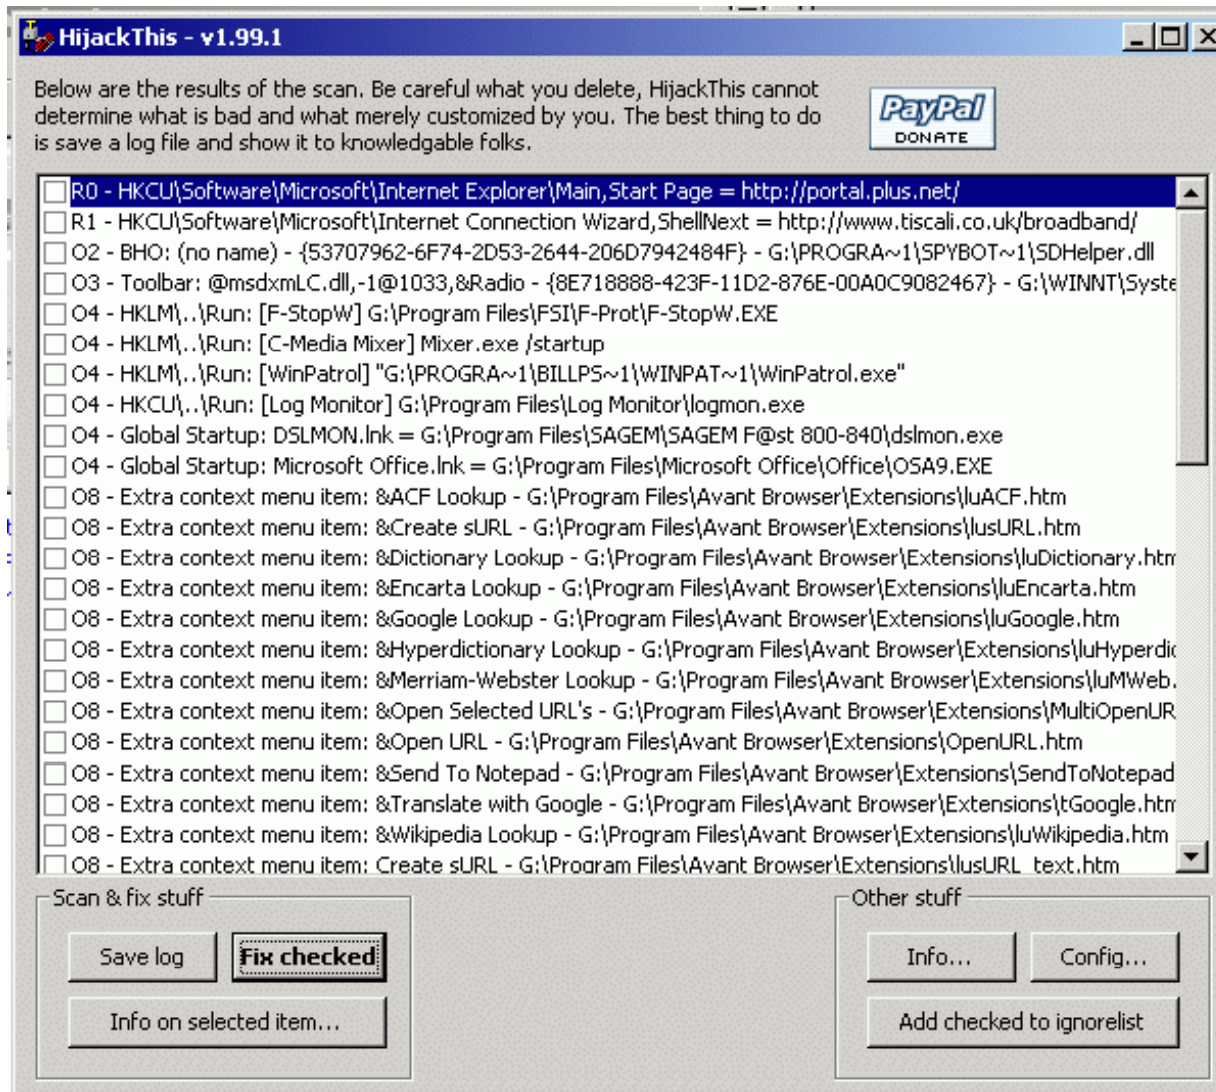 HijackThis - v1.99.1
Below are the results of the scan. Be careful what you delete, HijackThis cannot
determine what is bad and what merely customized by you. The best thing to do
is save a log file and show it to knowledgable folks.
PayPal
DONATE
R0 - HKCU\Software\Microsoft\Internet Explorer\Main,Start Page = http://portal.plus.net/
R1 - HKCU\Software\Microsoft\Internet Connection Wizard,ShellNext = http://www.tiscali.co.uk/broadband/
O2 - BHO: (no name) - {53707962-6F74-2D53-2644-206D7942484F} - G:\PROGRA~1\SPYBOT~1\SDHelper.dll
O3 - Toolbar: @msdxmLC.dll,-1@1033,&Radio - {8E718888-423F-11D2-876E-00A0C9082467} - G:\WINNT\Syste
O4 - HKLM\..\Run: [F-StopW] G:\Program Files\FSI\F-Prot\F-StopW.EXE
O4 - HKLM\..\Run: [C-Media Mixer] Mixer.exe /startup
O4 - HKLM\..\Run: [WinPatrol] "G:\PROGRA~1\BILLPS~1\WINPAT~1\WinPatrol.exe"
O4 - HKCU\..\Run: [Log Monitor] G:\Program Files\Log Monitor\logmon.exe
O4 - Global Startup: DSLMON.lnk = G:\Program Files\SAGEM\SAGEM F@st 800-840\dslmon.exe
O4 - Global Startup: Microsoft Office.lnk = G:\Program Files\Microsoft Office\Office\OSA9.EXE
O8 - Extra context menu item: &ACF Lookup - G:\Program Files\Avant Browser\Extensions\luACF.htm
O8 - Extra context menu item: &Create sURL - G:\Program Files\Avant Browser\Extensions\lusURL.htm
O8 - Extra context menu item: &Dictionary Lookup - G:\Program Files\Avant Browser\Extensions\luDictionary.htm
O8 - Extra context menu item: &Encarta Lookup - G:\Program Files\Avant Browser\Extensions\luEncarta.htm
O8 - Extra context menu item: &Google Lookup - G:\Program Files\Avant Browser\Extensions\luGoogle.htm
O8 - Extra context menu item: &Hyperdictionary Lookup - G:\Program Files\Avant Browser\Extensions\luHyperdic
O8 - Extra context menu item: &Merriam-Webster Lookup - G:\Program Files\Avant Browser\Extensions\luMWeb.
O8 - Extra context menu item: &Open Selected URL's - G:\Program Files\Avant Browser\Extensions\MultiOpenUR
O8 - Extra context menu item: &Open URL - G:\Program Files\Avant Browser\Extensions\OpenURL.htm
O8 - Extra context menu item: &Send To Notepad - G:\Program Files\Avant Browser\Extensions\SendToNotepad
O8 - Extra context menu item: &Translate with Google - G:\Program Files\Avant Browser\Extensions\tGoogle.htm
O8 - Extra context menu item: &Wikipedia Lookup - G:\Program Files\Avant Browser\Extensions\luWikipedia.htm
O8 - Extra context menu item: Create sURL - G:\Program Files\Avant Browser\Extensions\lusURL_text.htm
Scan & fix stuff
Other stuff
Save log
Fix checked
Info...
Config...
Info on selected item...
Add checked to ignorelist